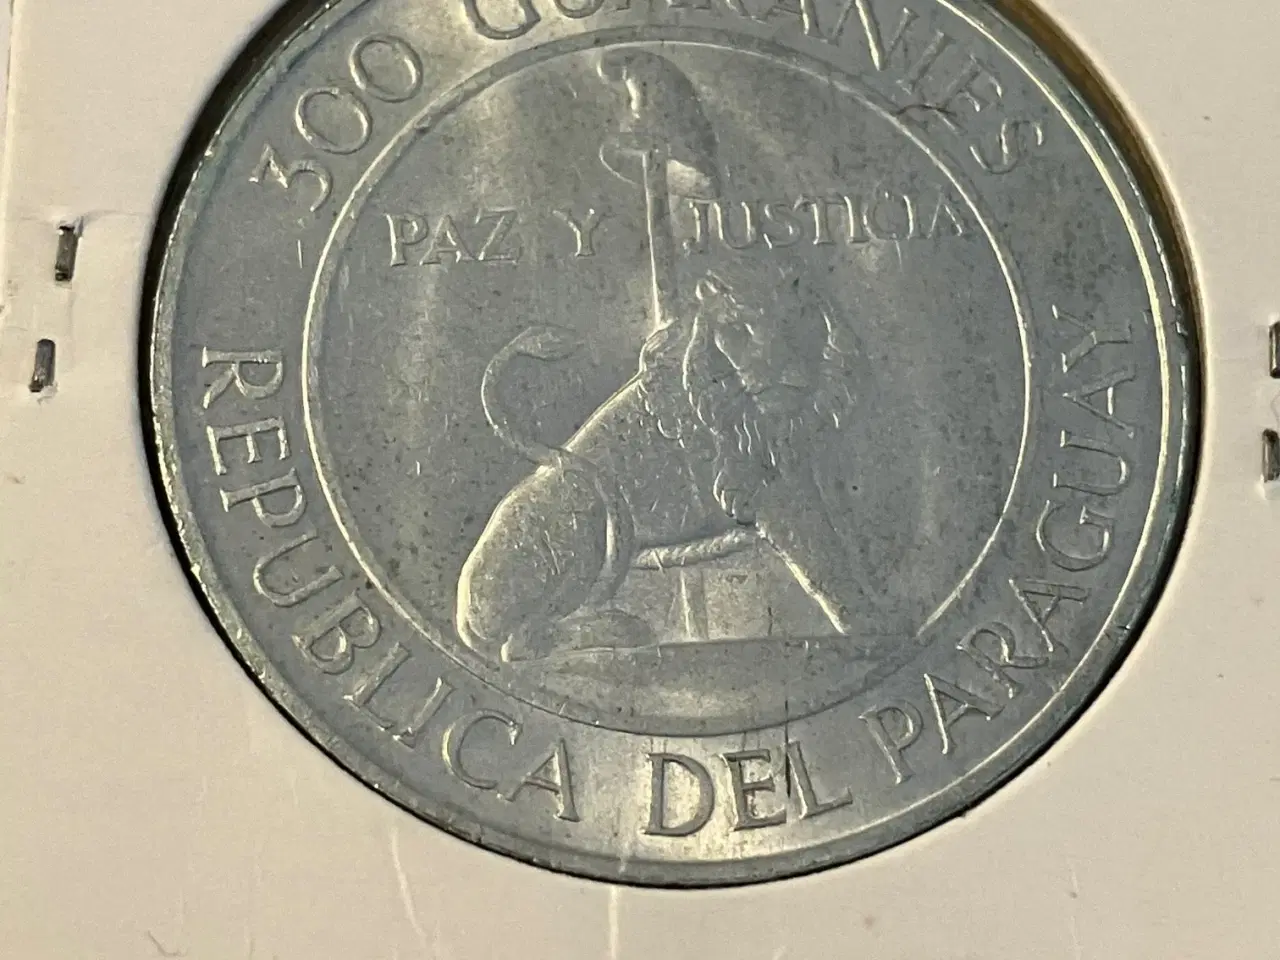 300 GUARANIES
PAZ Y JUSTICIA
REPUBLICA DEL PARAGUAY